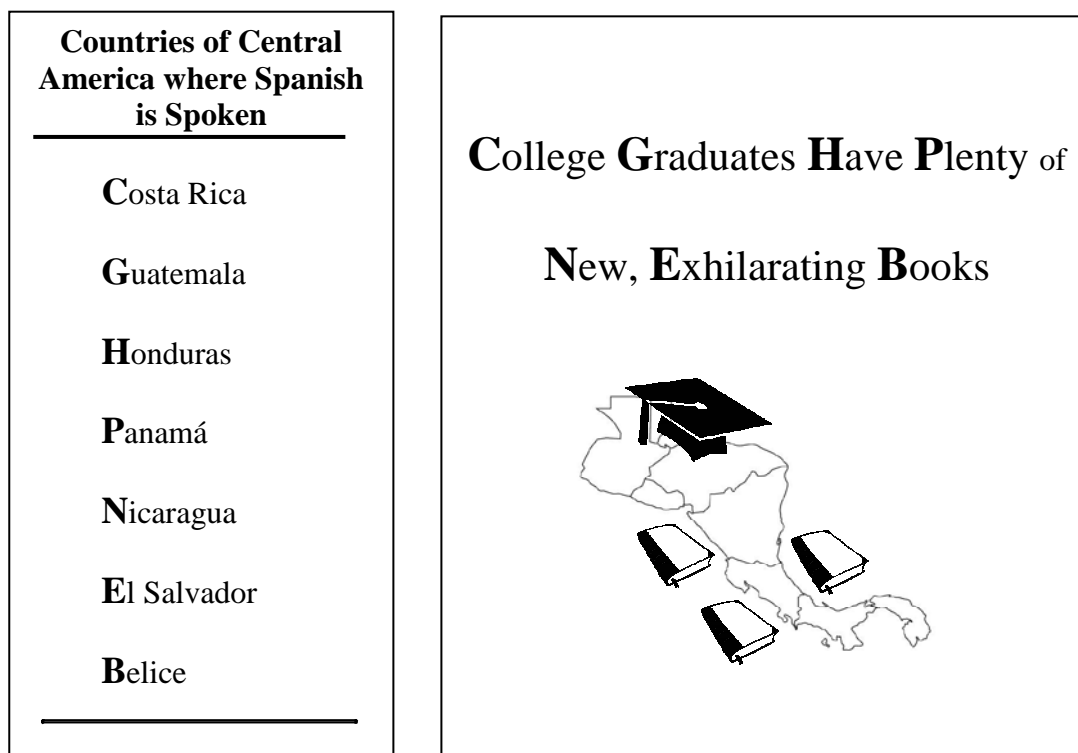 Countries of Central
America where Spanish
is Spoken
Costa Rica
Guatemala
Honduras
Panamá
Nicaragua
El Salvador
Belice
College Graduates Have Plenty of
New, Exhilarating Books